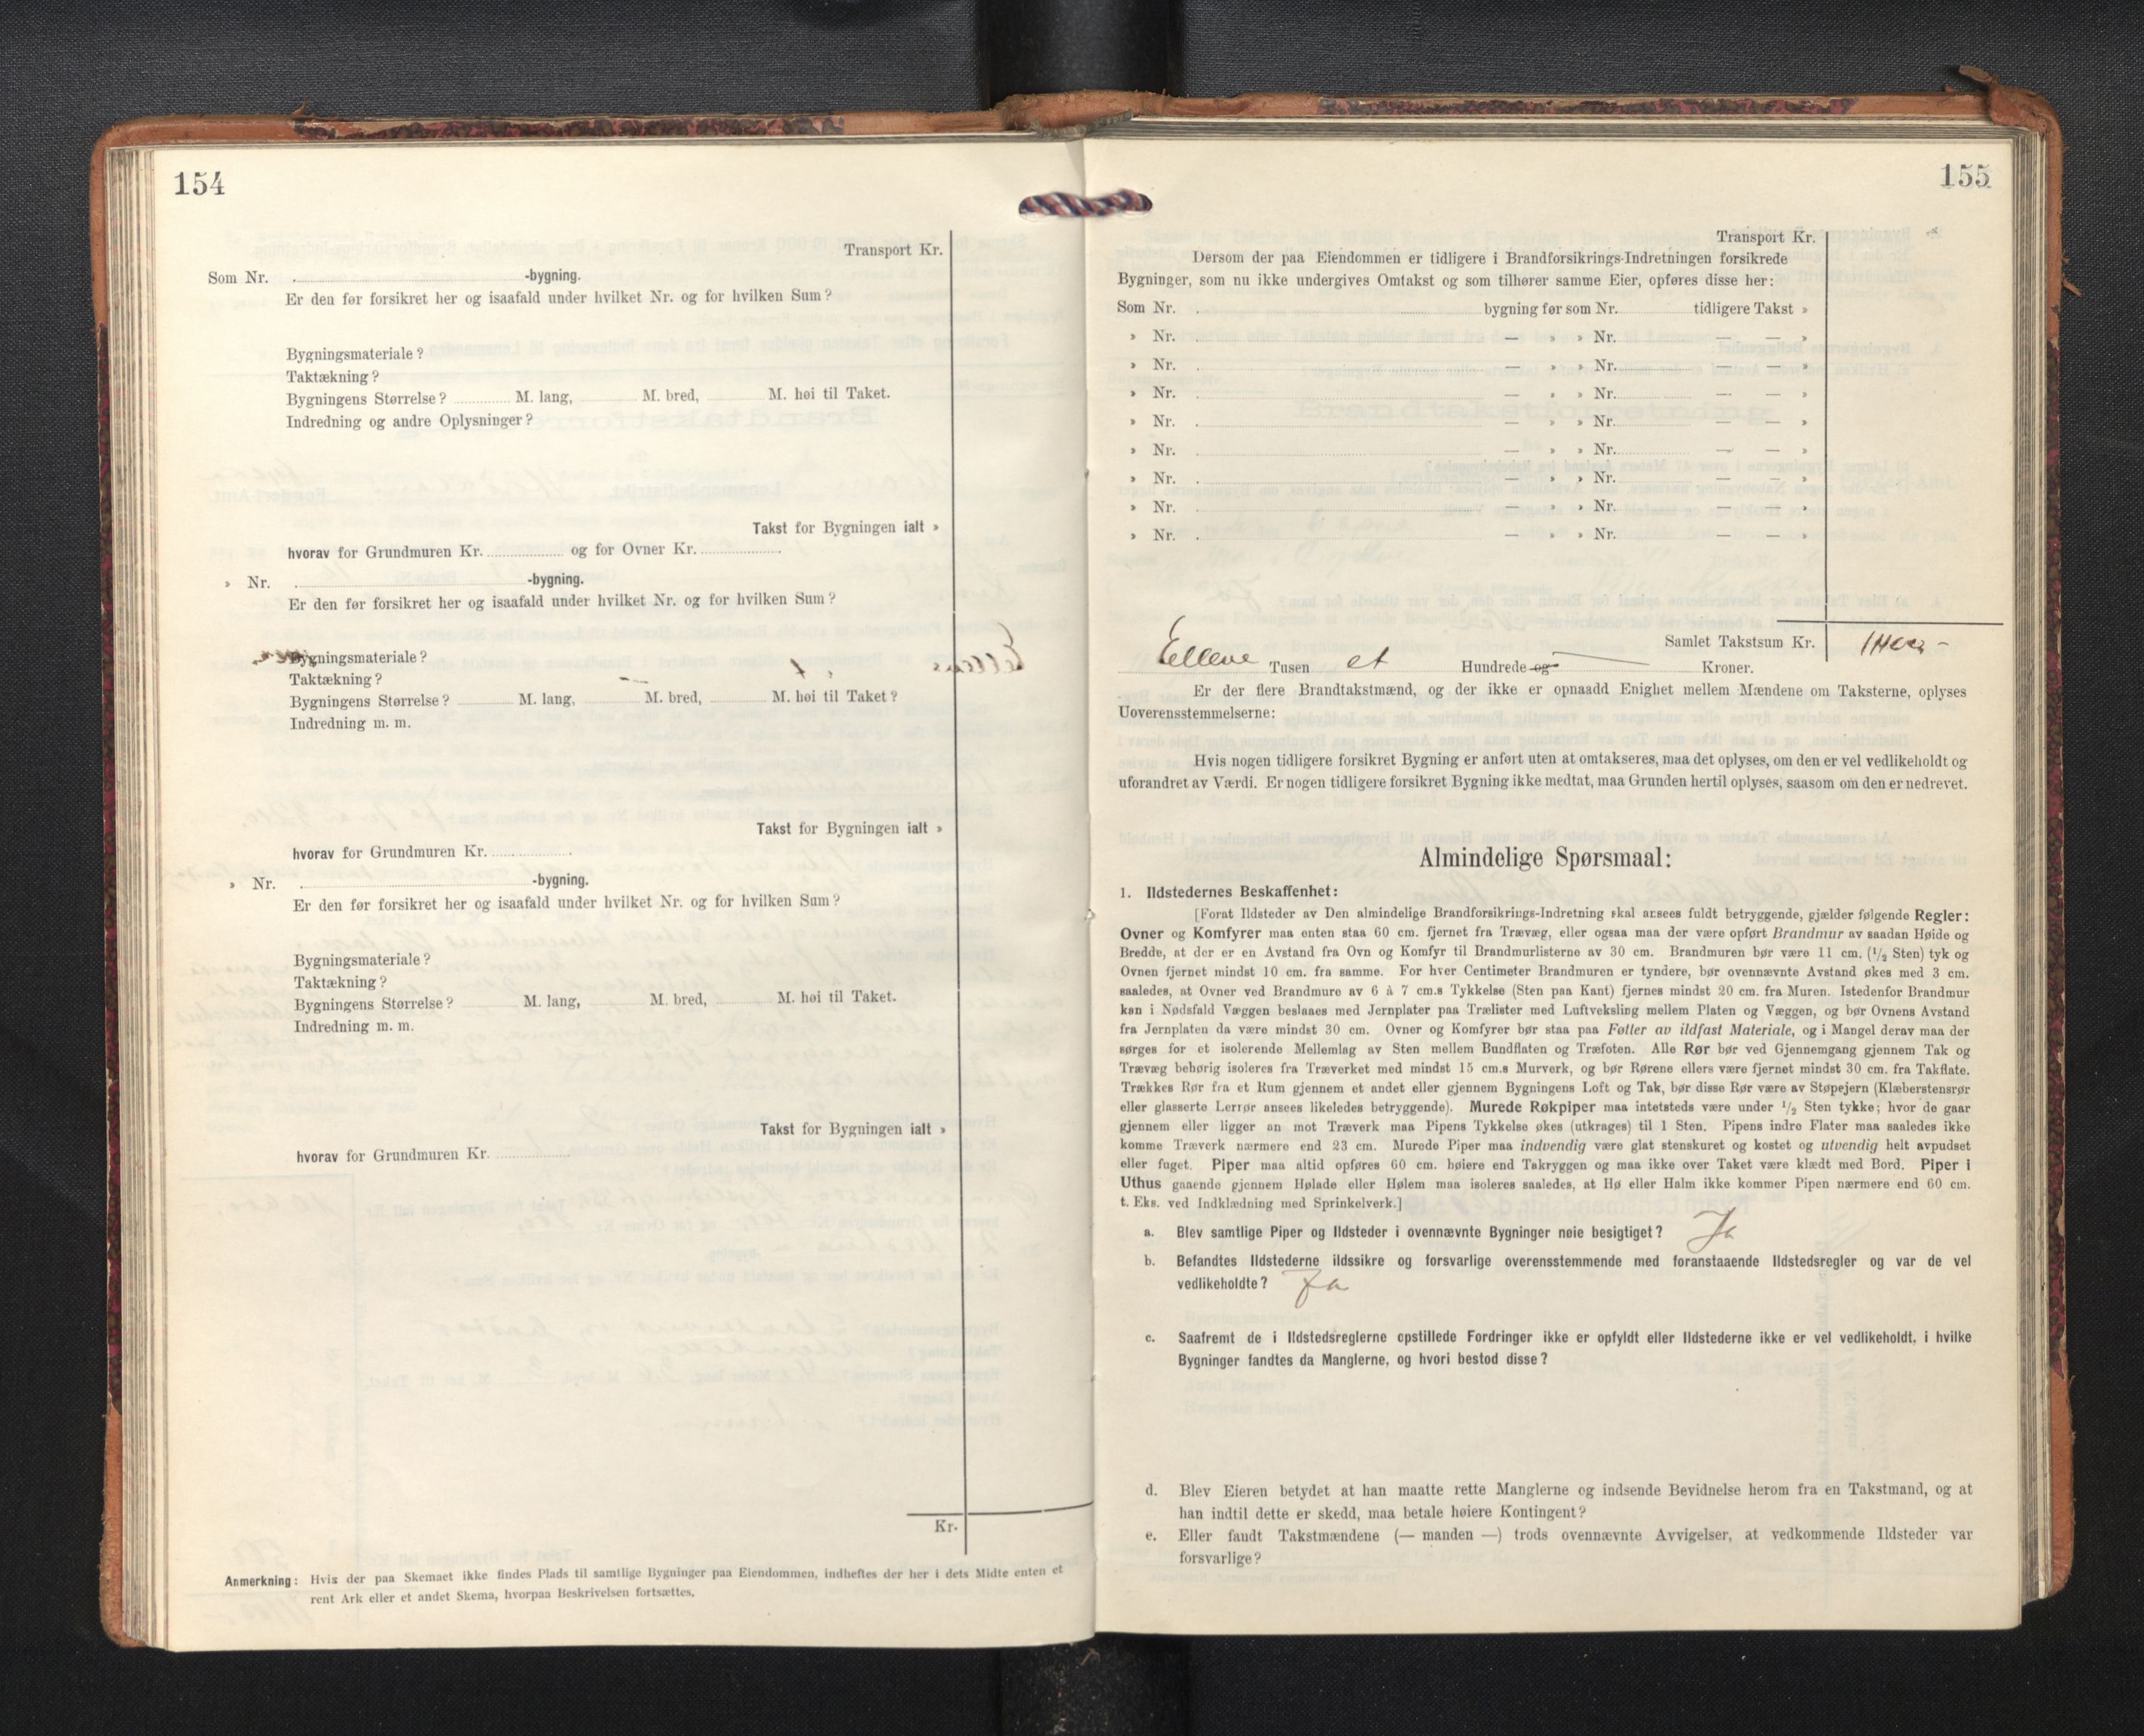 154
Transport Kr.
Som Nr. -bygning.
Er den før forsikret her og isaafald under hvilket Nr. og for hvilken Sum?
Bygningsmateriale?
Taktækning?
Bygningens Størrelse? M. lang, M. bred, M. høi til Taket.
Indredning og andre Oplysninger?
Takst for Bygningen ialt »
hvorav for Grundmuren Kr. og for Ovner Kr.
» Nr. -bygning.
Er den før forsikret her og isaafald under hvilket Nr. og for hvilken Sum?
Bygningsmateriale?
Taktækning?
Bygningens Størrelse? M. lang, M. bred, M. høi til Taket?
Indredning m. m.
Takst for Bygningen ialt »
hvorav for Grundmuren Kr.
» Nr. -bygning.
Er den før forsikret her og isaafald under hvilket Nr. og for hvilken Sum?
Bygningsmateriale?
Taktækning?
Bygningens Størrelse? M. lang, M. bred, M. høi til Taket.
Indredning m. m.
Takst for Bygningen ialt »
hvorav for Grundmuren Kr.
Kr.
Anmerkning: Hvis der paa Skemaet ikke findes Plads til samtlige Bygninger paa Eiendommen, indheftes der her i dets Midte enten et
rent Ark eller et andet Skema, hvorpaa Beskrivelsen fortsættes.
155
Transport Kr.
Dersom der paa Eiendommen er tidligere i Brandforsikrings-Indretningen forsikrede
Bygninger, som nu ikke undergives Omtakst og som tilhører samme Eier, opføres disse her:
Som Nr. bygning før som Nr. tidligere Takst »
» Nr. — » » Nr. — — »
» Nr. — » » Nr. — — »
» Nr. — » » Nr. — — »
» Nr. — » » Nr. — — »
» Nr. — » » Nr. — — »
» Nr. — » » Nr. — — »
» Nr. — » » Nr. — — »
» Nr. — » » Nr. — — »
Samlet Takstsum Kr.
Elleve Tusen et Hundrede og — Kroner.
Er der flere Brandtakstmænd, og der ikke er opnaadd Enighet mellem Mændene om Taksterne, oplyses
Uoverensstemmelserne:
Hvis nogen tidligere forsikret Bygning er anført uten at omtakseres, maa det oplyses, om den er vel vedlikeholdt og
uforandret av Værdi. Er nogen tidligere forsikret Bygning ikke medtat, maa Grunden hertil oplyses, saasom om den er nedrevet.
Almindelige Spørsmaal:
1. Ildstedernes Beskaffenhet:
[Forat Ildsteder av Den almindelige Brandforsikrings-Indretning skal ansees fuldt betryggende, gjælder følgende Regler:
Ovner og Komfyrer maa enten staa 60 cm. fjernet fra Trævæg, eller ogsaa maa der være opført Brandmur av saadan Høide og
Bredde, at der er en Avstand fra Ovn og Komfyr til Brandmurlisterne av 30 cm. Brandmuren bør være 11 cm. (1/2 Sten) tyk og
Ovnen fjernet mindst 10 cm. fra samme. For hver Centimeter Brandmuren er tyndere, bør ovennævnte Avstand økes med 3 cm.
saaledes, at Ovner ved Brandmure av 6 à 7 cm.s Tykkelse (Sten paa Kant) fjernes mindst 20 cm. fra Muren. Istedenfor Brandmur
kan i Nødsfald Væggen beslaaes med Jernplater paa Trælister med Luftveksling mellem Platen og Væggen, og bør Ovnens Avstand
fra Jernplaten da være mindst 30 cm. Ovner og Komfyrer bør staa paa Føtter av ildfast Materiale, og i Mangel derav maa der
sørges for et isolerende Mellemlag av Sten mellem Bundflaten og Træfoten. Alle Rør bør ved Gjennemgang gjennem Tak og
Trævæg behørig isoleres fra Træverket med mindst 15 cm.s Murverk, og bør Rørene ellers være fjernet mindst 30 cm. fra Takflate.
Trækkes Rør fra et Rum gjennem et andet eller gjennem Bygningens Loft og Tak, bør disse Rør være av Støpejern (Klæberstensrør
eller glasserte Lerrør ansees likeledes betryggende). Murede Røkpiper maa intetsteds være under 1/2 Sten tykke; hvor de gaar
gjennem eller ligger an mot Træverk maa Pipens Tykkelse økes (utkrages) til 1 Sten. Pipens indre Flater maa saaledes ikke
komme Træverk nærmere end 23 cm. Murede Piper maa indvendig være glat stenskuret og kostet og utvendig helt avpudset
eller fuget. Piper maa altid opføres 60 cm. høiere end Takryggen og maa ikke over Taket være klædt med Bord. Piper i
Uthus gaaende gjennem Hølade eller Hølem maa isoleres saaledes, at Hø eller Halm ikke kommer Pipen nærmere end 60 cm.
t. Eks. ved Indklædning med Sprinkelverk.]
a. Blev samtlige Piper og Ildsteder i ovennævnte Bygninger nøie besigtiget? Ja
b. Befandtes Ildstederne ildssikre og forsvarlige overensstemmende med foranstaaende Ildstedsregler og var de vel
vedlikeholdte? Ja
c. Saafremt de i Ildstedsreglerne opstillede Fordringer ikke er opfyldt eller Ildstederne ikke er vel vedlikeholdt, i hvilke
Bygninger fandtes da Manglerne, og hvori bestod disse?
d. Blev Eieren betydet at han maatte rette Manglerne og indsende Bevidnelse herom fra en Takstmand, og at
han indtil dette er skedd, maa betale høiere Kontingent?
e. Eller fandt Takstmændene (— manden —) trods ovennævnte Avvigelser, at vedkommende Ildsteder var
forsvarlige?